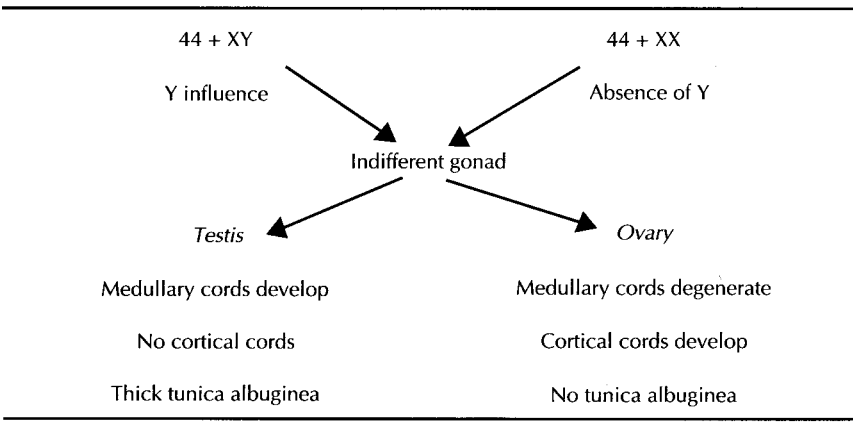 44 + XY
44 + XX
Y influence
Absence of Y
Indifferent gonad
Testis
Ovary
Medullary cords develop
Medullary cords degenerate
No cortical cords
Cortical cords develop
Thick tunica albuginea
No tunica albuginea